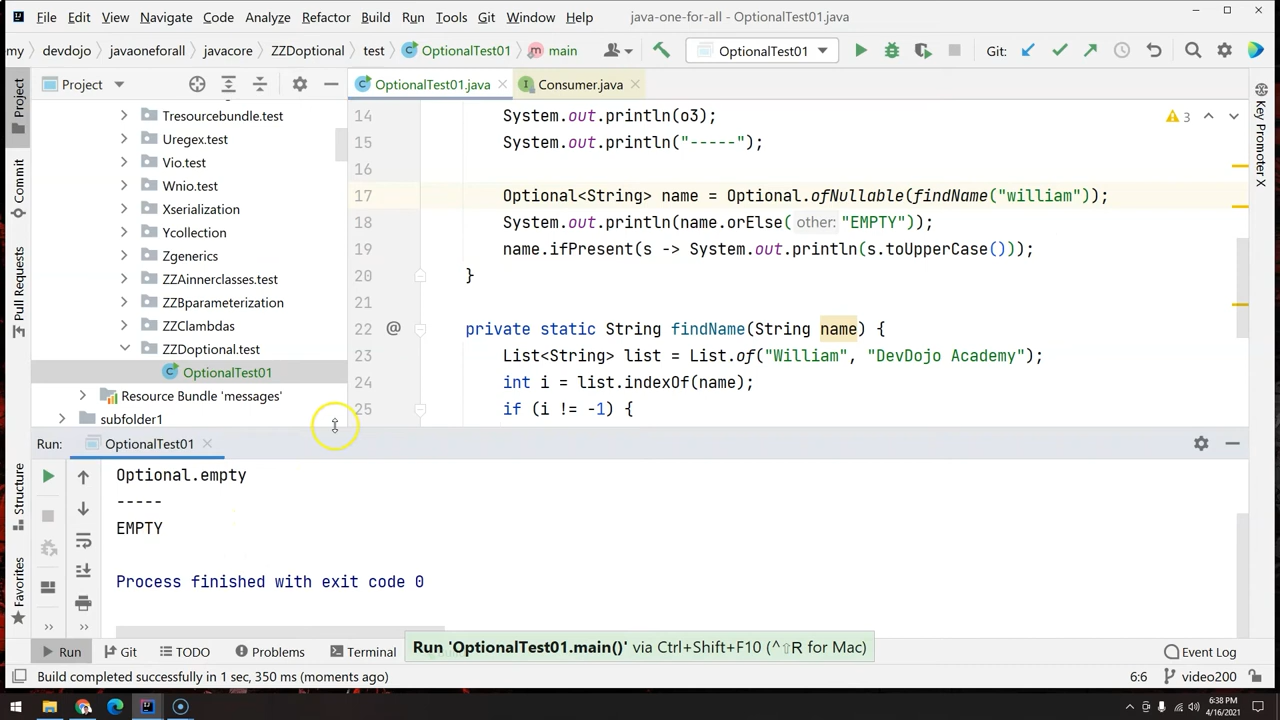 File Edit View Navigate Code Analyze Refactor Build Run Tools Git Window Help java-one-for-all - OptionalTest01.java
my devdojo javaoneforall javacore ZZDoptional test OptionalTest01 main OptionalTest01 Git:
Project OptionalTest01.java Consumer.java
Tresourcebundle.test
Uregex.test
Vio.test
Wnio.test
Xserialization
Ycollection
Zgenerics
ZZAinnerclasses.test
ZZBparameterization
ZZClambdas
ZZDoptional.test
OptionalTest01
Resource Bundle 'messages'
subfolder1
14 System.out.println(o3);
15 System.out.println("-----");
16
17 Optional<String> name = Optional.ofNullable(findName("william"));
18 System.out.println(name.orElse( other: "EMPTY"));
19 name.ifPresent(s -> System.out.println(s.toUpperCase()));
20 }
21
22 @ private static String findName(String name) {
23 List<String> list = List.of("William", "DevDojo Academy");
24 int i = list.indexOf(name);
25 if (i != -1) {
3
Project
Commit
Pull Requests
Structure
Favorites
Key Promoter X
Run: OptionalTest01
Optional.empty
-----
EMPTY
Process finished with exit code 0
Run 'OptionalTest01.main()' via Ctrl+Shift+F10 (^⇧R for Mac)
Run Git TODO Problems Terminal Event Log
Build completed successfully in 1 sec, 350 ms (moments ago) 6:6 video200
6:38 PM
4/16/2021